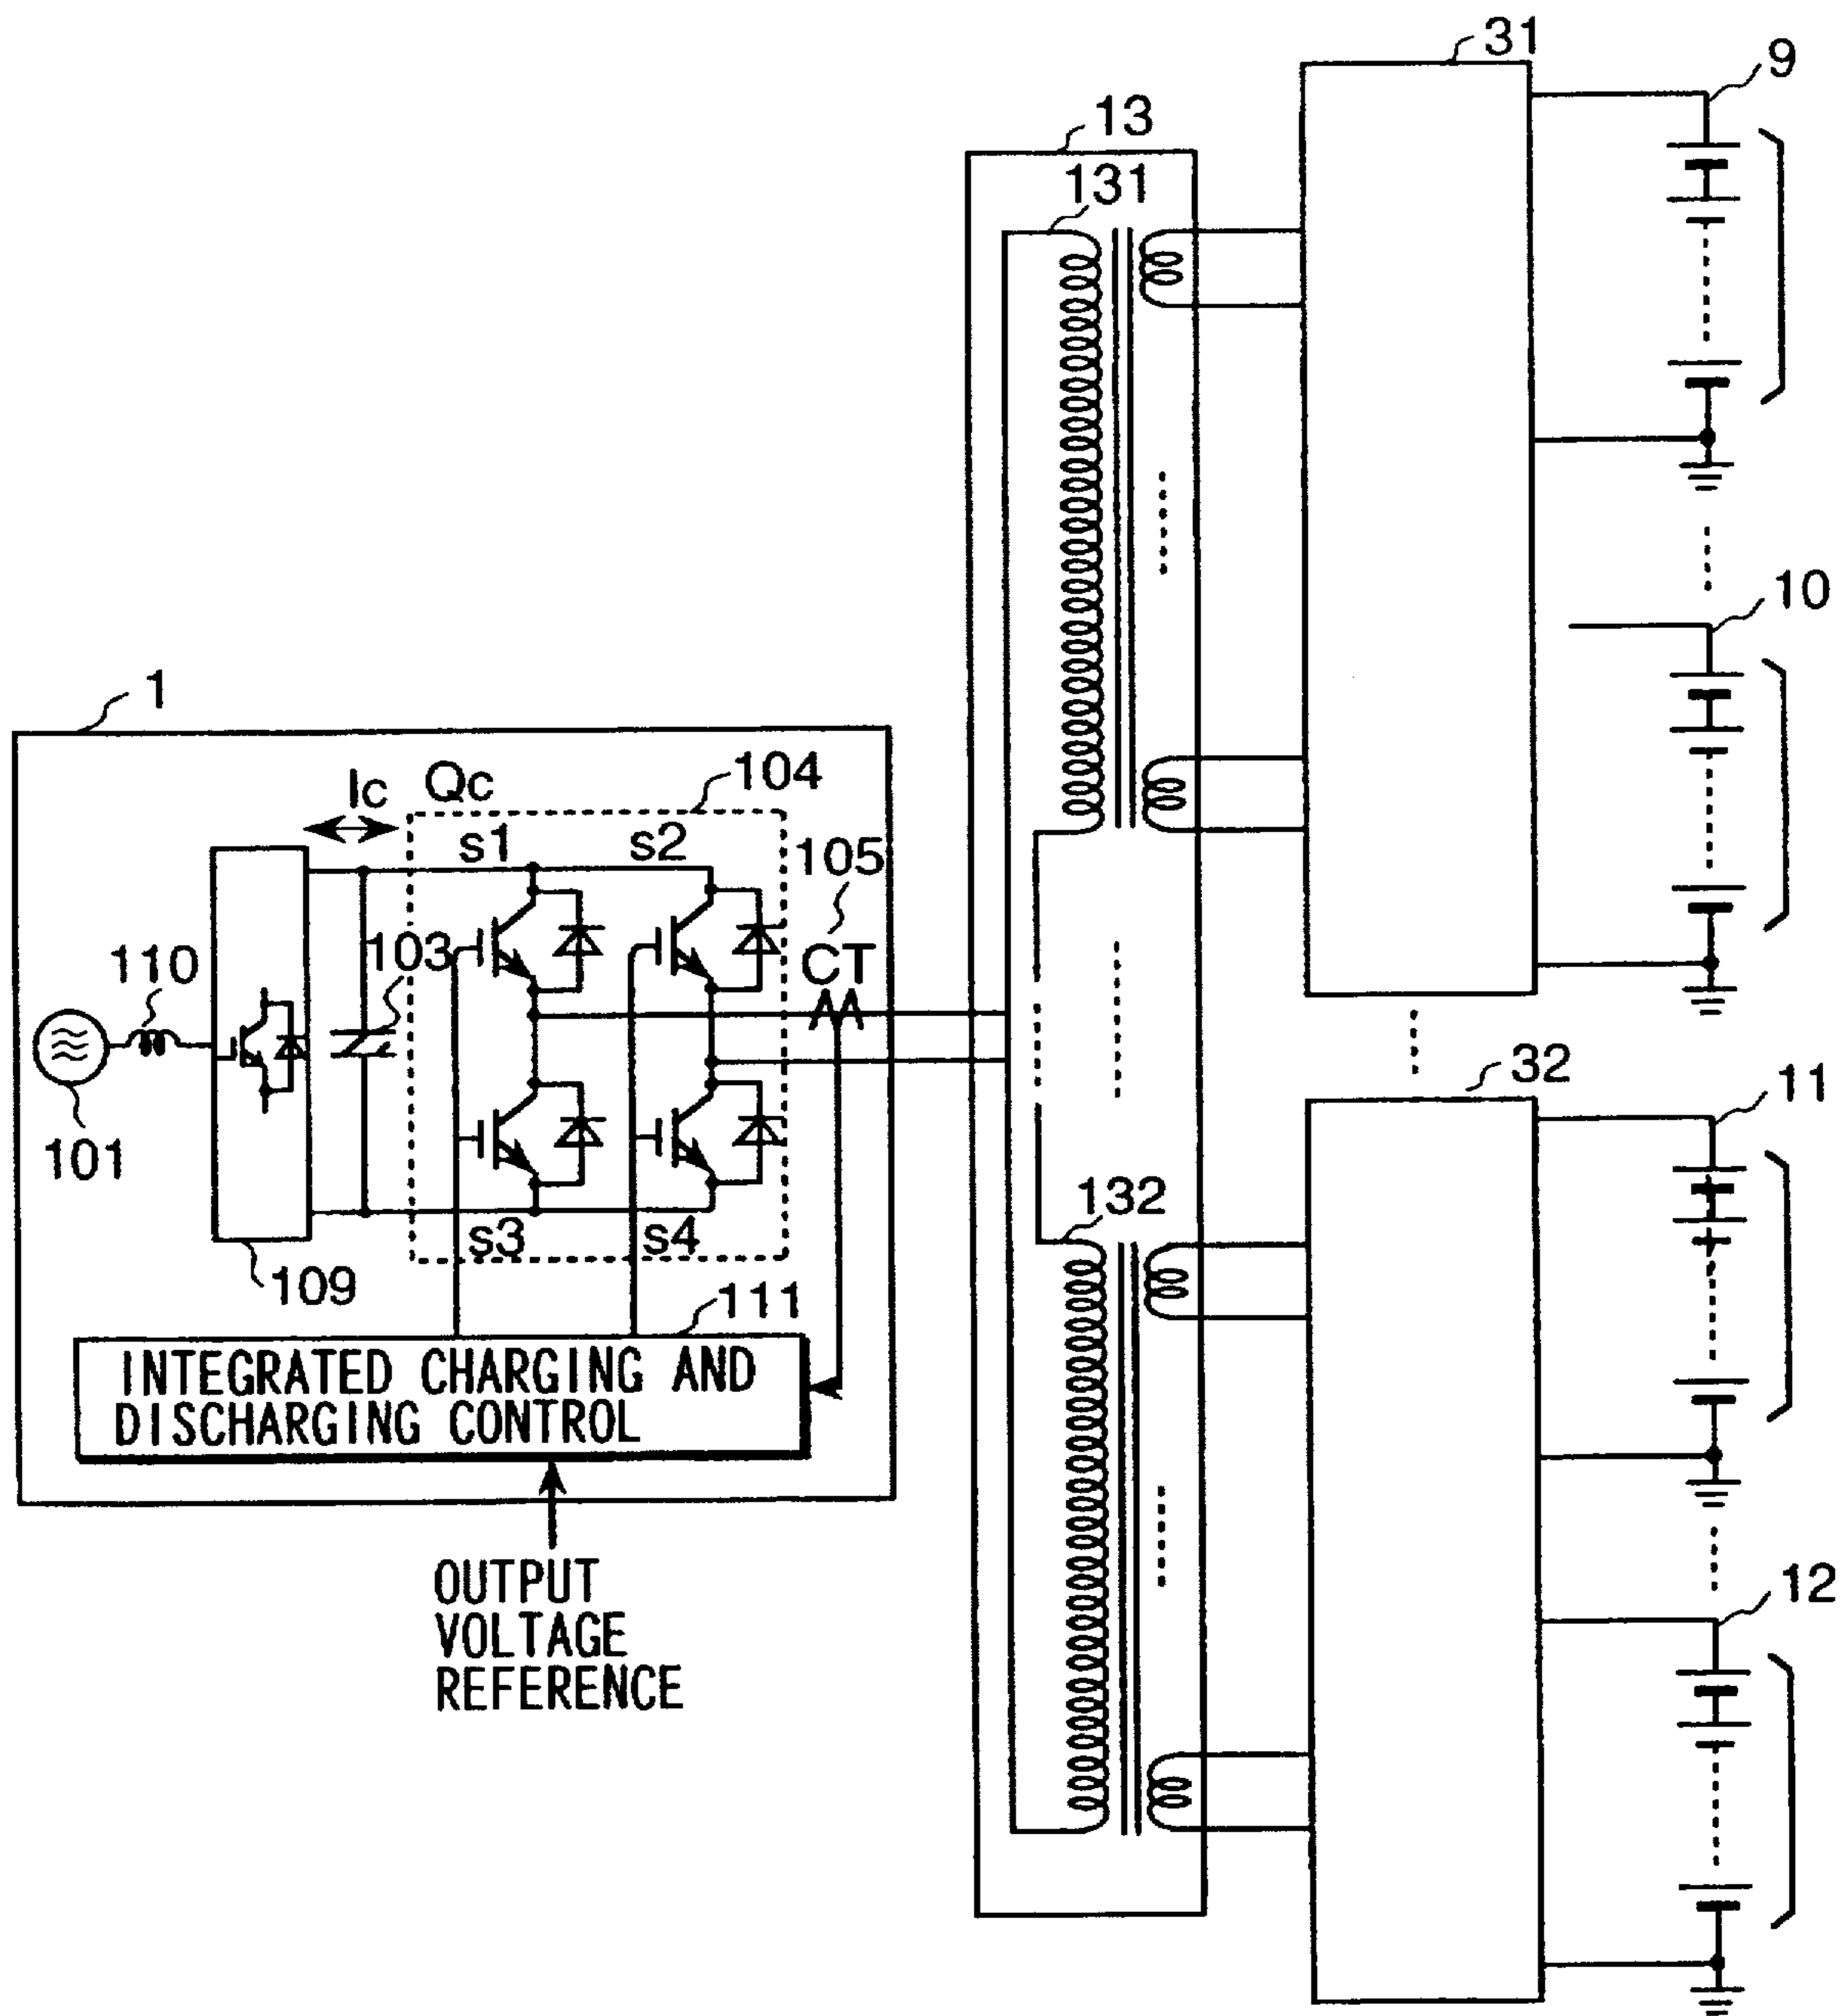 31
9
13
131
10
1
104
Ic
Qc
s1
s2
105
103
CT
110
101
32
11
s3
s4
132
109
111
INTEGRATED CHARGING AND
DISCHARGING CONTROL
OUTPUT
VOLTAGE
REFERENCE
12